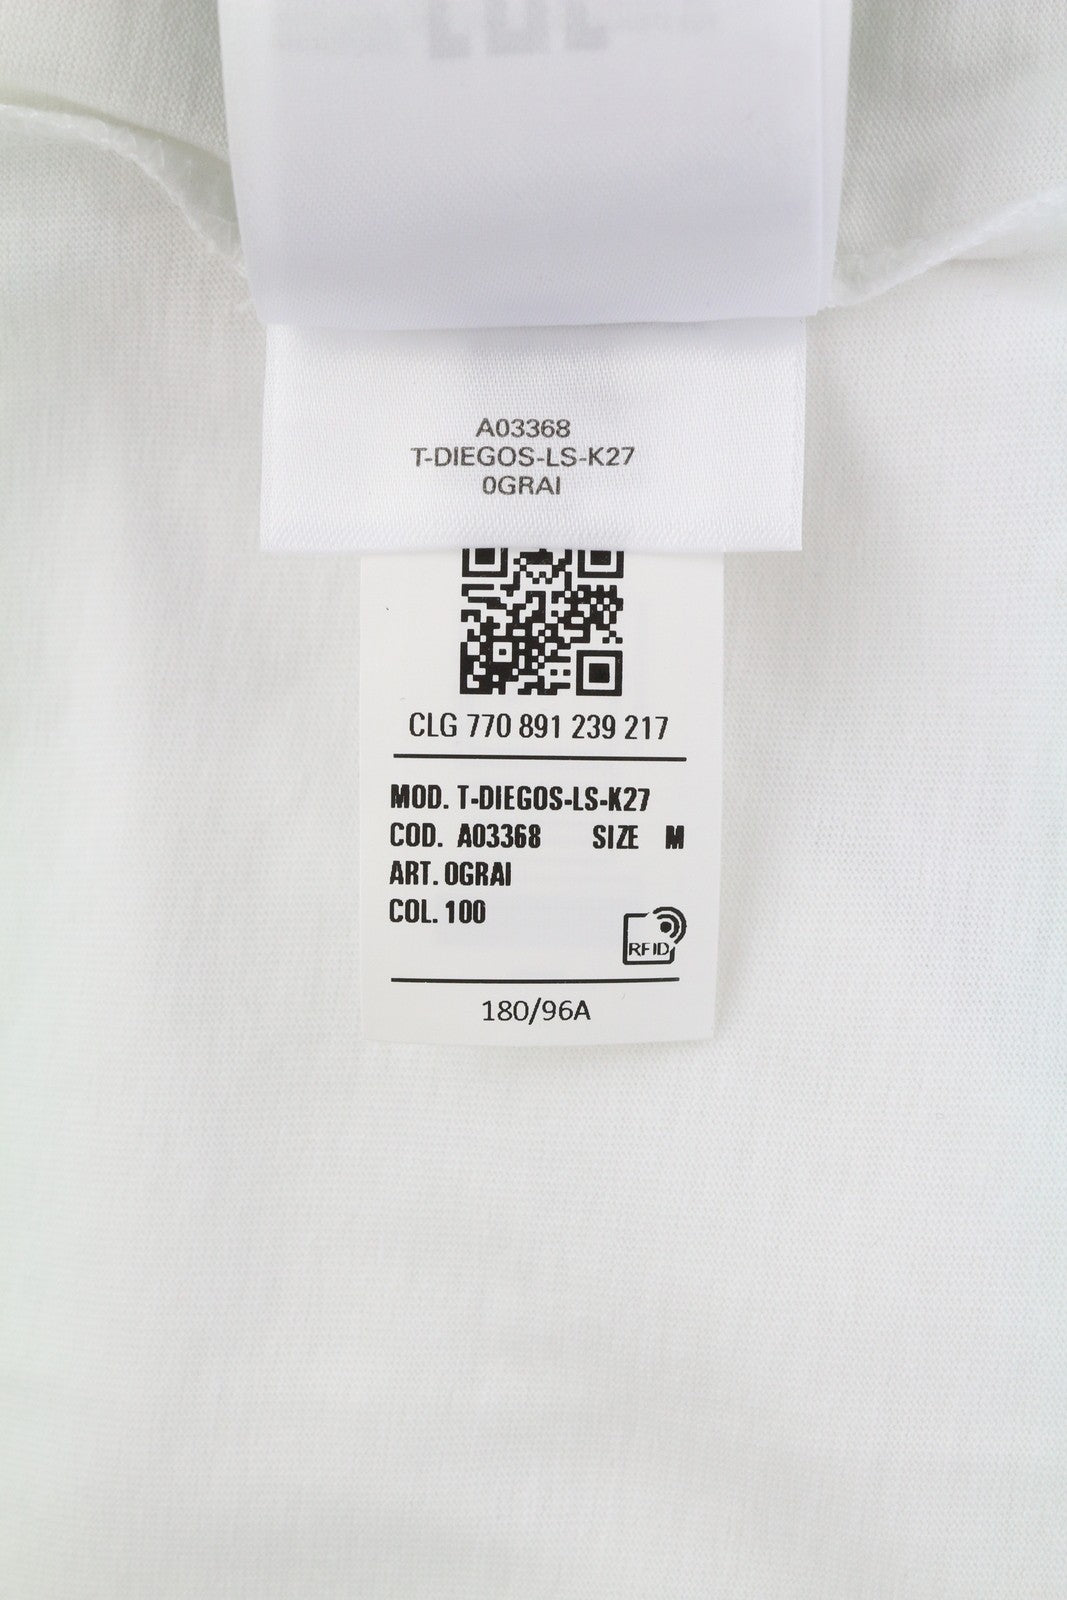 A03368
T-DIEGOS-LS-K27
0GRAI
CLG 770 891 239 217
MOD. T-DIEGOS-LS-K27
COD. A03368 SIZE M
ART. 0GRAI
COL. 100
RFID
180/96A